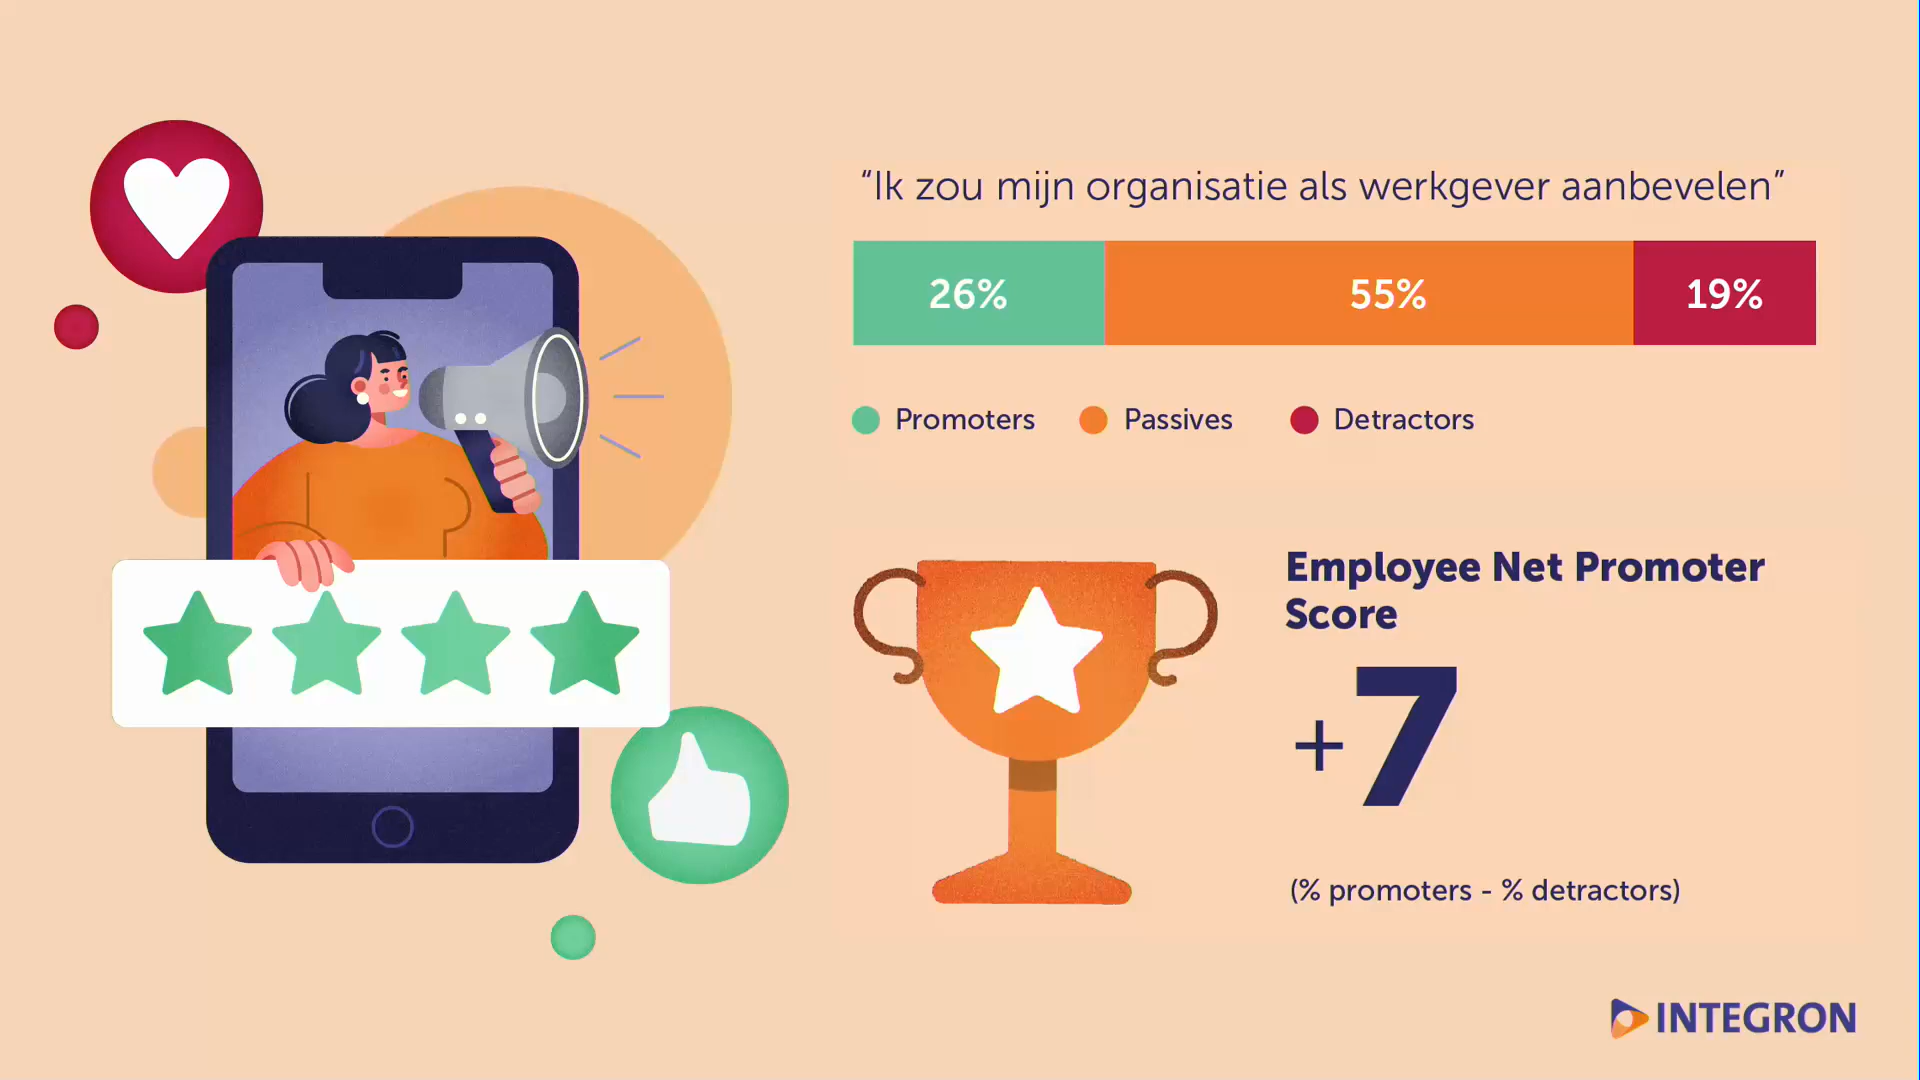 “Ik zou mijn organisatie als werkgever aanbevelen”
26% 55% 19%
Promoters Passives Detractors
Employee Net Promoter
Score
+7
(% promoters - % detractors)
INTEGRON